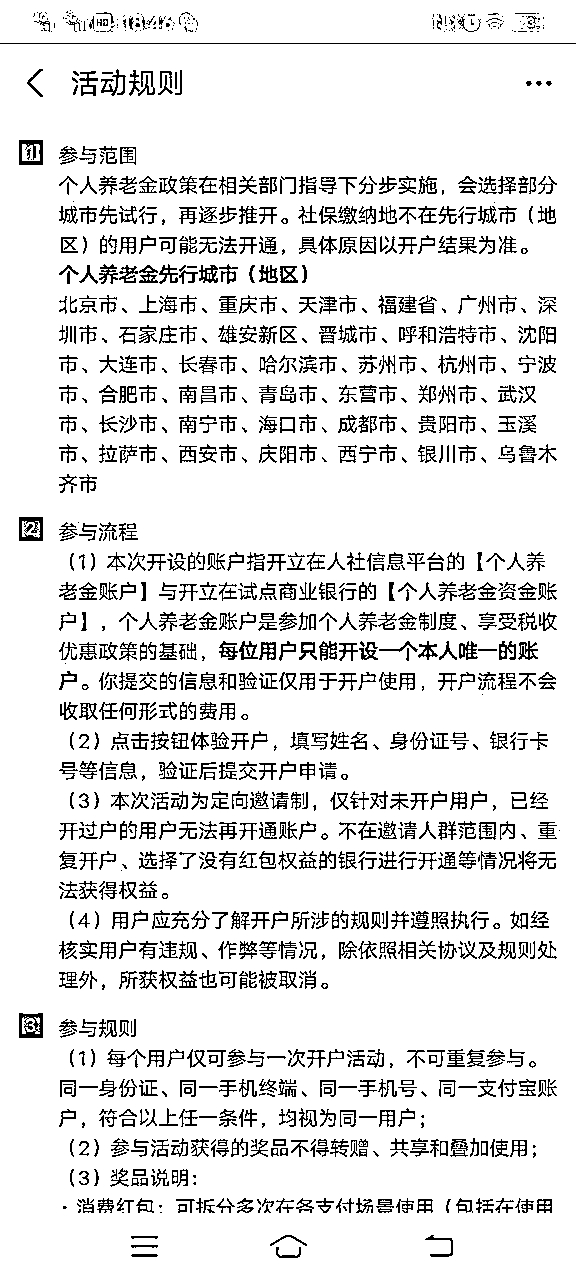 18:46
活动规则
1 参与范围
个人养老金政策在相关部门指导下分步实施，会选择部分
城市先试行，再逐步推开。社保缴纳地不在先行城市（地
区）的用户可能无法开通，具体原因以开户结果为准。
个人养老金先行城市（地区）
北京市、上海市、重庆市、天津市、福建省、广州市、深
圳市、石家庄市、雄安新区、晋城市、呼和浩特市、沈阳
市、大连市、长春市、哈尔滨市、苏州市、杭州市、宁波
市、合肥市、南昌市、青岛市、东营市、郑州市、武汉
市、长沙市、南宁市、海口市、成都市、贵阳市、玉溪
市、拉萨市、西安市、庆阳市、西宁市、银川市、乌鲁木
齐市
2 参与流程
（1）本次开设的账户指开立在人社信息平台的【个人养
老金账户】与开立在试点商业银行的【个人养老金资金账
户】，个人养老金账户是参加个人养老金制度、享受税收
优惠政策的基础，每位用户只能开设一个本人唯一的账
户。你提交的信息和验证仅用于开户使用，开户流程不会
收取任何形式的费用。
（2）点击按钮体验开户，填写姓名、身份证号、银行卡
号等信息，验证后提交开户申请。
（3）本次活动为定向邀请制，仅针对未开户用户，已经
开过户的用户无法再开通账户。不在邀请人群范围内、重
复开户、选择了没有红包权益的银行进行开通等情况将无
法获得权益。
（4）用户应充分了解开户所涉的规则并遵照执行。如经
核实用户有违规、作弊等情况，除依照相关协议及规则处
理外，所获权益也可能被取消。
3 参与规则
（1）每个用户仅可参与一次开户活动，不可重复参与。
同一身份证、同一手机终端、同一手机号、同一支付宝账
户，符合以上任一条件，均视为同一用户；
（2）参与活动获得的奖品不得转赠、共享和叠加使用；
（3）奖品说明：
· 消费红包：可拆分多次在各支付场景使用（包括在使用